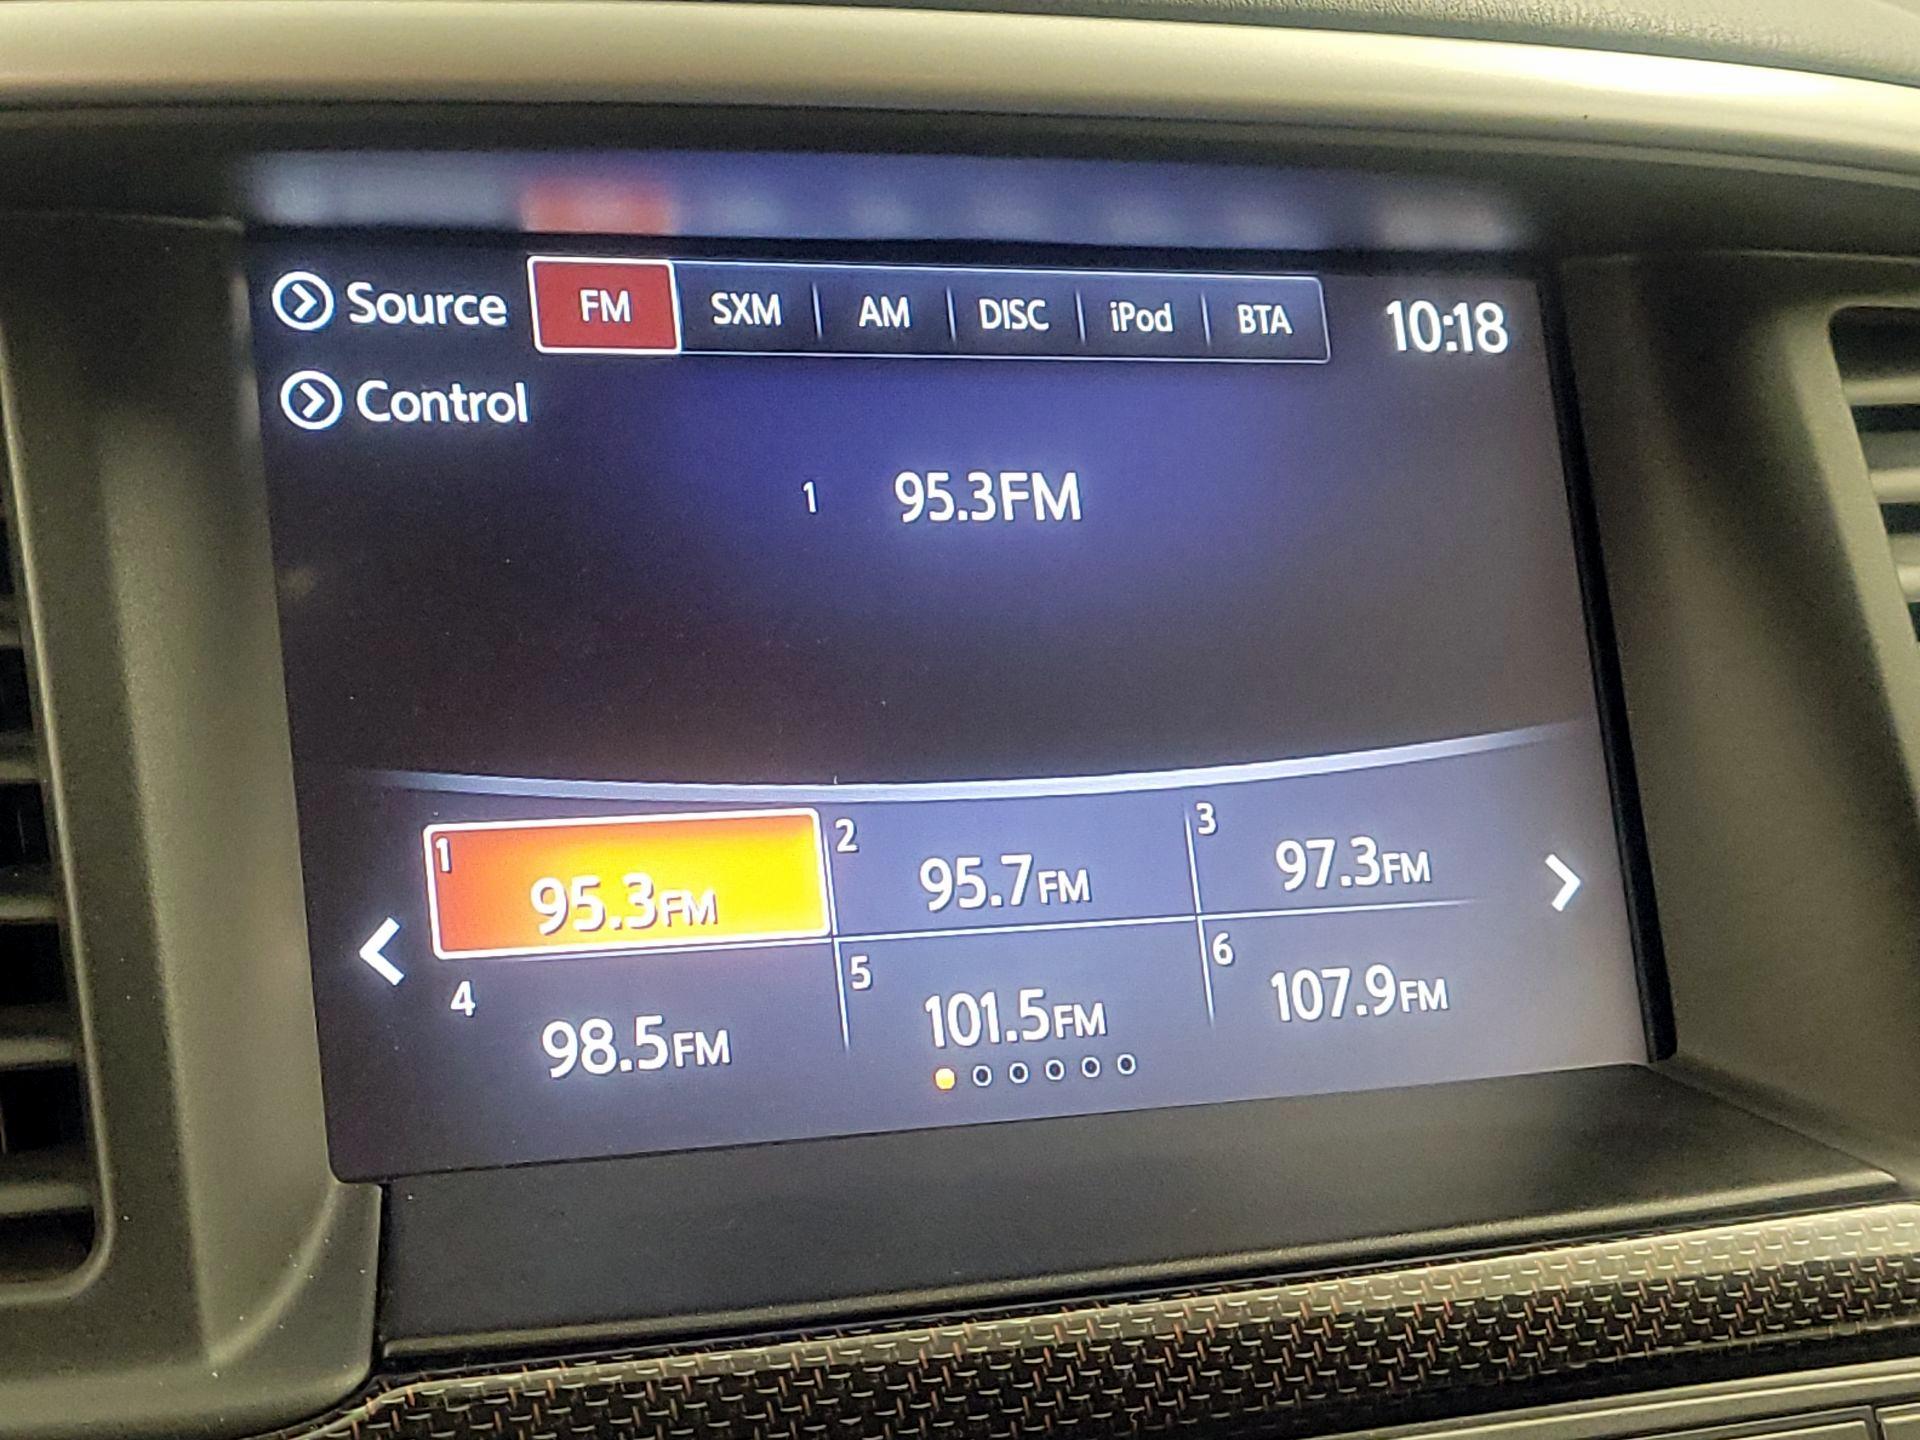 Source FM SXM AM DISC iPod BTA 10:18
Control
1 95.3FM
1 95.3FM 2 95.7FM 3 97.3FM
4 98.5FM 5 101.5FM 6 107.9FM